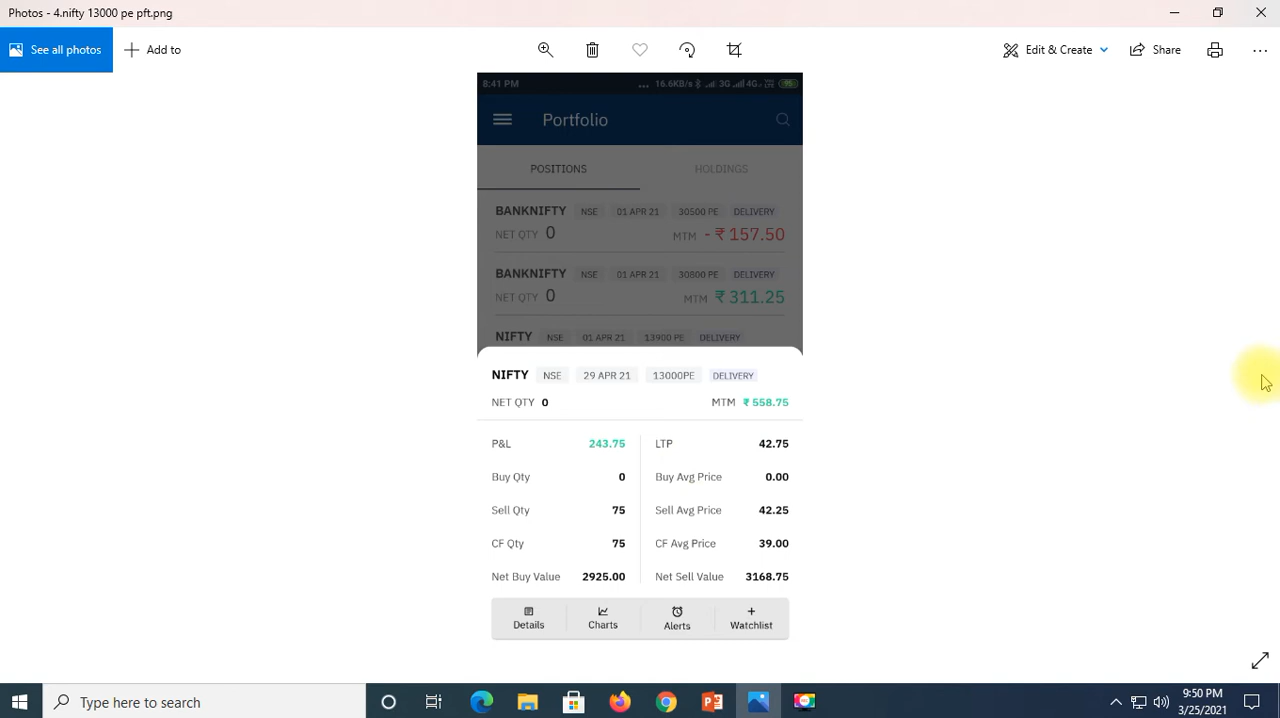 Photos - 4.nifty 13000 pe pft.png
See all photos
Add to
Edit & Create
Share
8:41 PM
16.6KB/s
3G
4G
95
Portfolio
POSITIONS
HOLDINGS
BANKNIFTY NSE 01 APR 21 30500 PE DELIVERY
NET QTY 0
MTM - ₹ 157.50
BANKNIFTY NSE 01 APR 21 30800 PE DELIVERY
NET QTY 0
MTM ₹ 311.25
NIFTY NSE 01 APR 21 13900 PE DELIVERY
NIFTY NSE 29 APR 21 13000PE DELIVERY
NET QTY 0
MTM ₹ 558.75
P&L 243.75
LTP 42.75
Buy Qty 0
Buy Avg Price 0.00
Sell Qty 75
Sell Avg Price 42.25
CF Qty 75
CF Avg Price 39.00
Net Buy Value 2925.00
Net Sell Value 3168.75
Details
Charts
Alerts
Watchlist
Type here to search
9:50 PM
3/25/2021